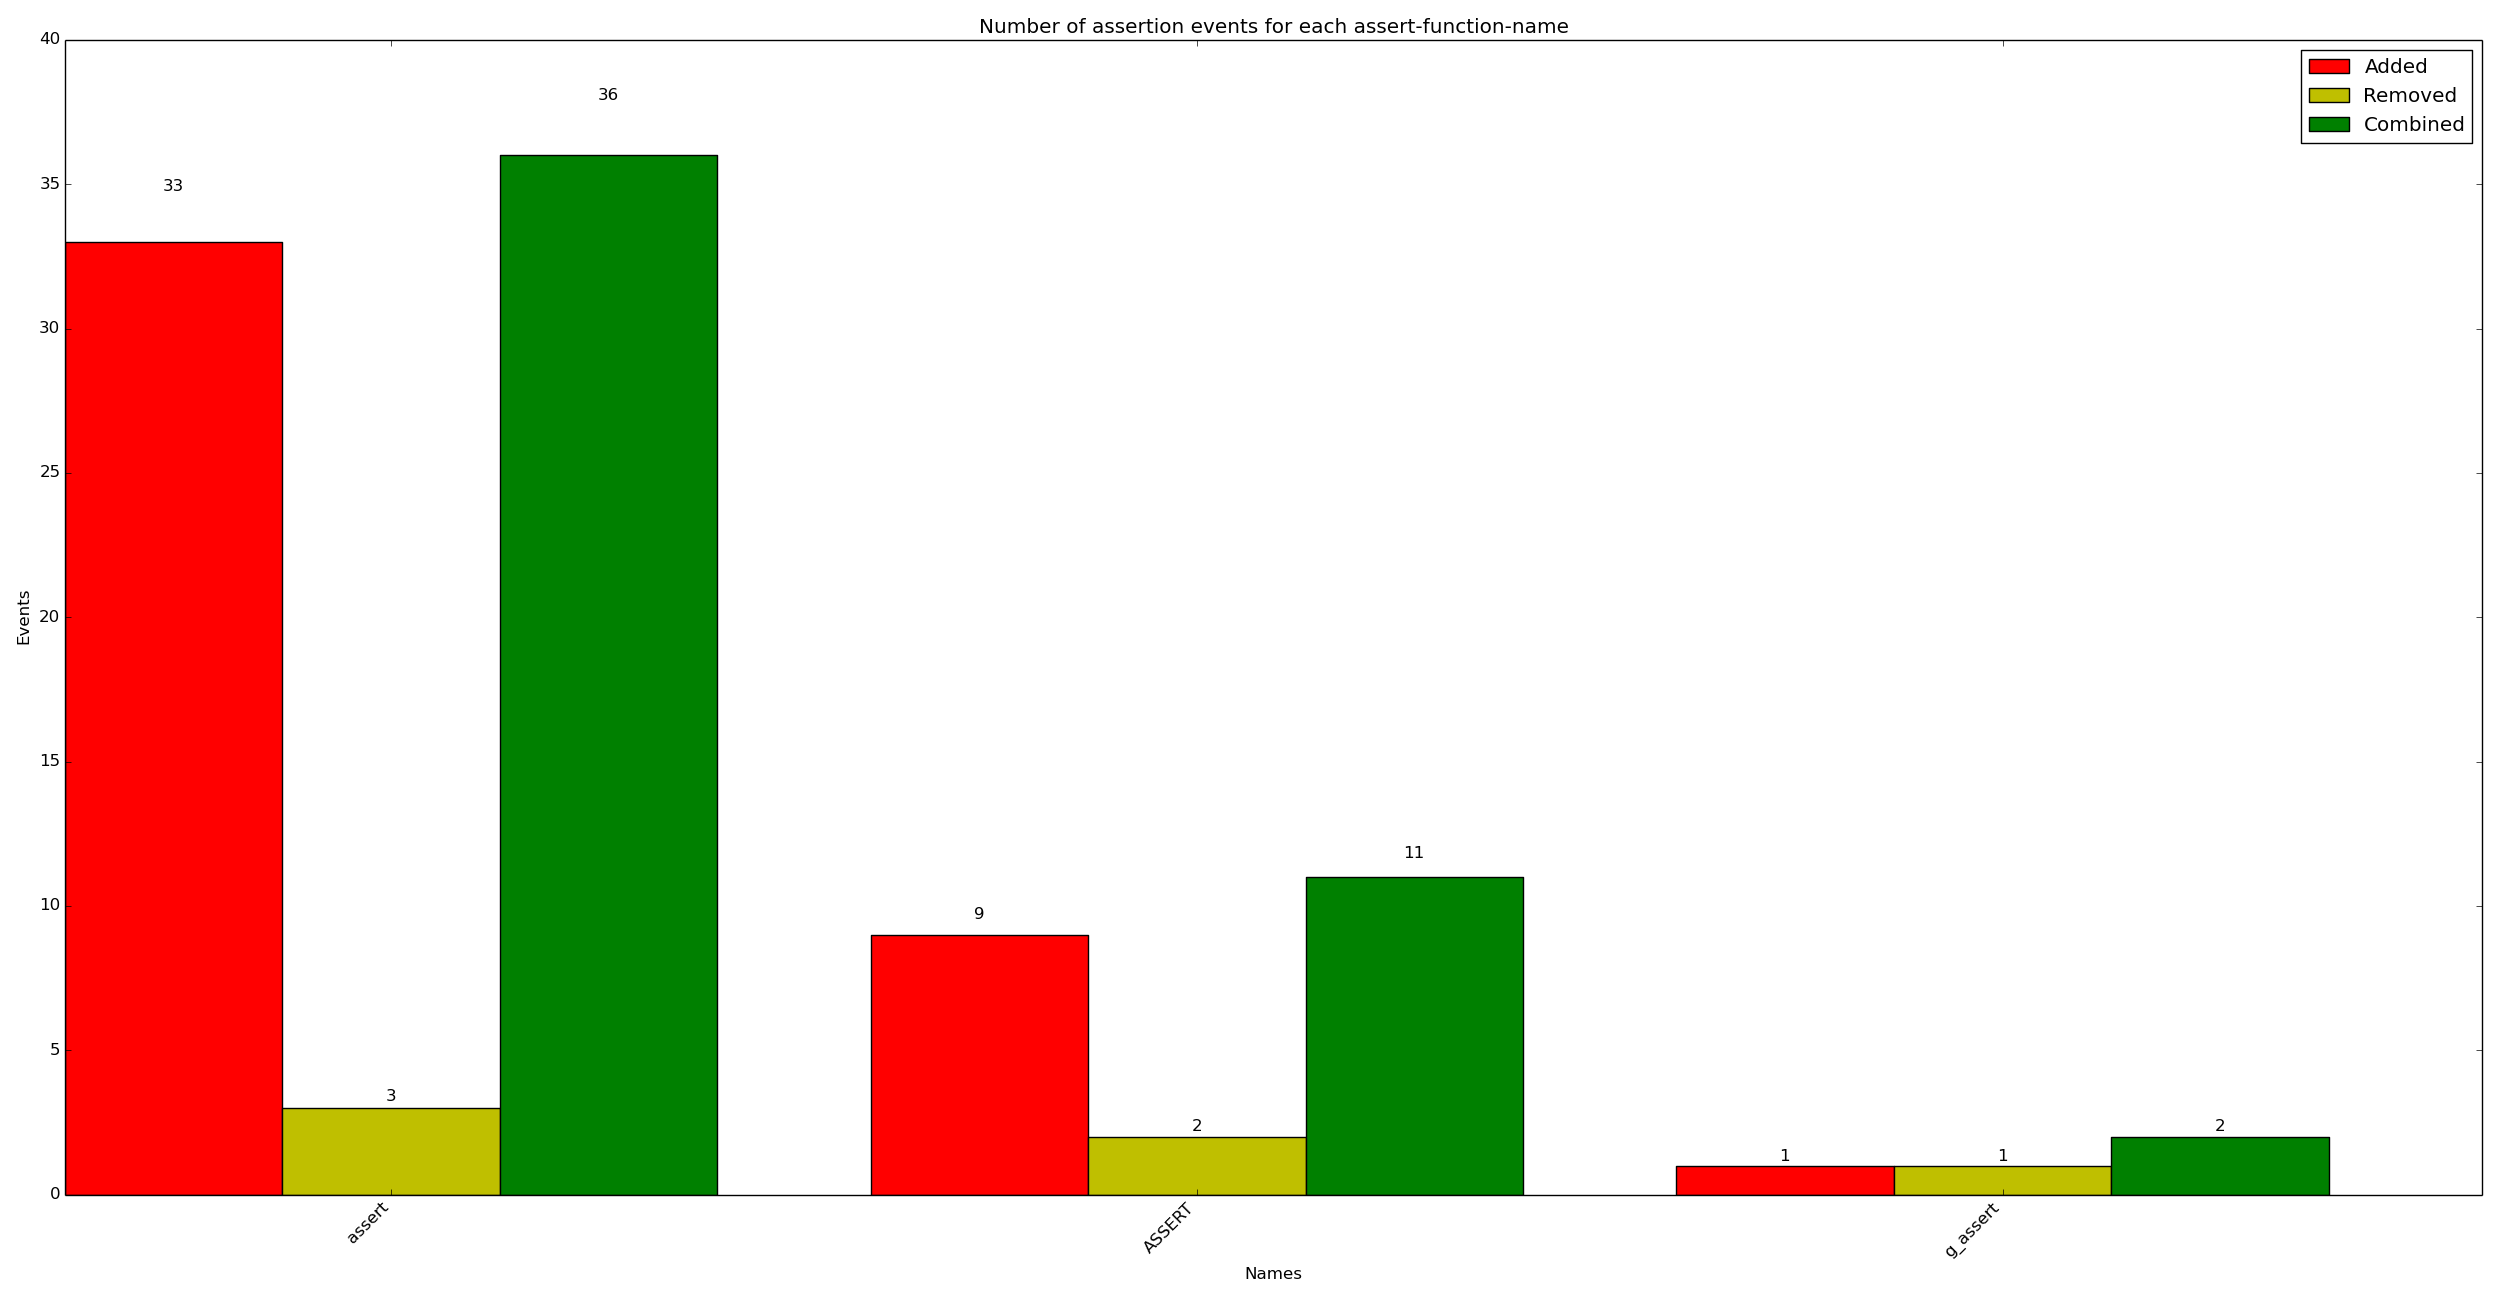 Number of assertion events for each assert-function-name
Added
Removed
Combined
40
35
30
25
20
15
10
5
0
Events
33
3
36
9
2
11
1
1
2
assert
ASSERT
g_assert
Names